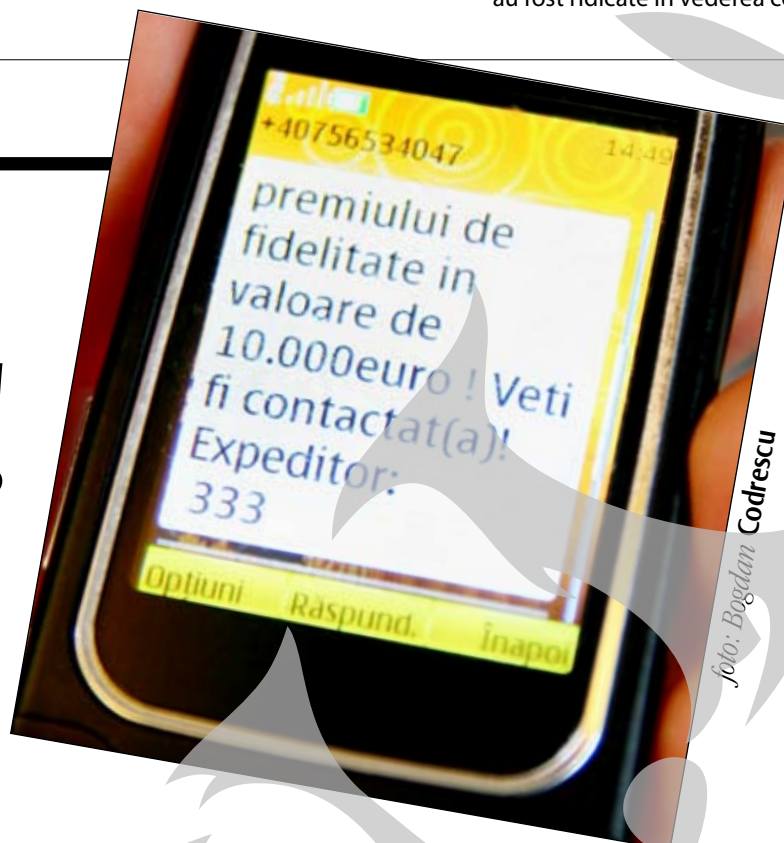 +40756534047 14:49
premiului de
fidelitate in
valoare de
10.000euro ! Veti
fi contactat(a)!
Expeditor:
333
Opțiuni Răspund. Înapoi
foto: Bogdan Codrescu